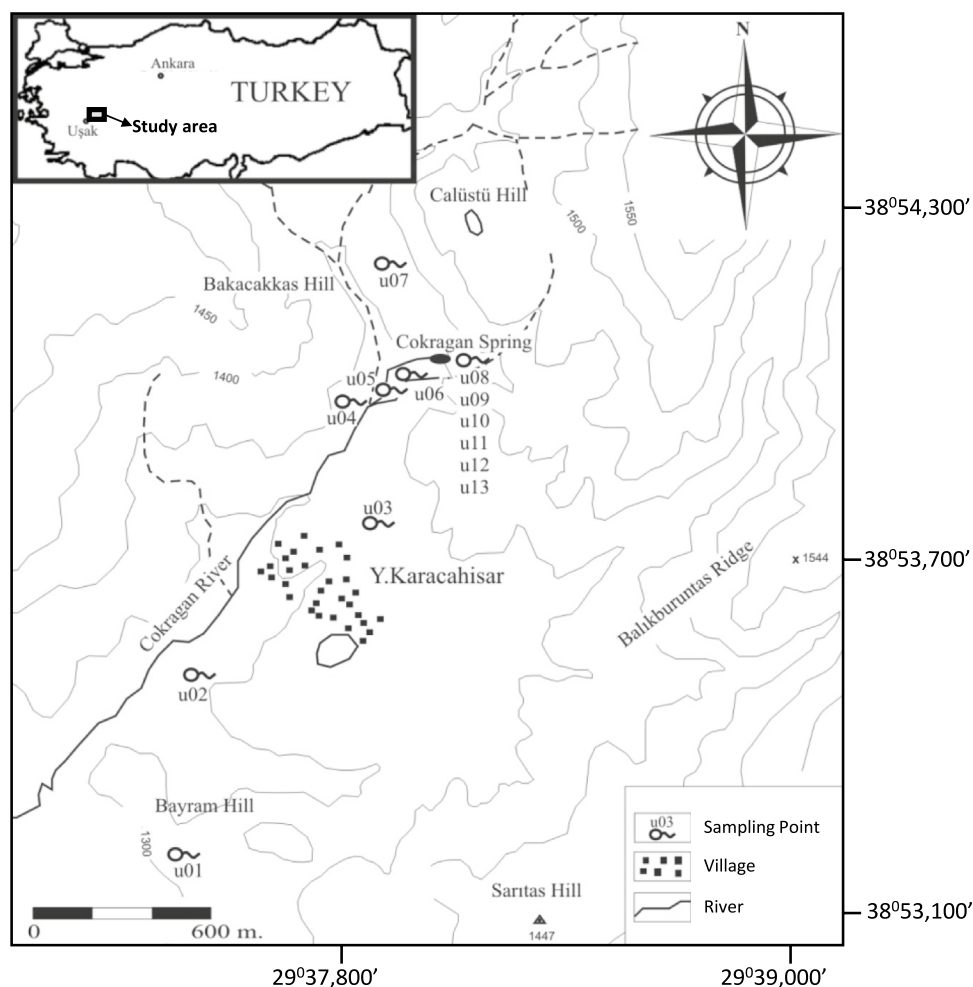 N
Ankara
TURKEY
Uşak
Study area
Calüstü Hill
1500
1550
38⁰54,300’
u07
Bakacakkas Hill
1450
Cokragan Spring
1400
u05
u08
u06
u04
u09
u10
u11
u12
u13
u03
1544
38⁰53,700’
Y.Karacahisar
Balıkburuntas Ridge
Cokragan River
u02
Bayram Hill
1300
u01
u03
Sampling Point
Village
River
Sarıtas Hill
1447
38⁰53,100’
0
600 m.
29⁰37,800’
29⁰39,000’